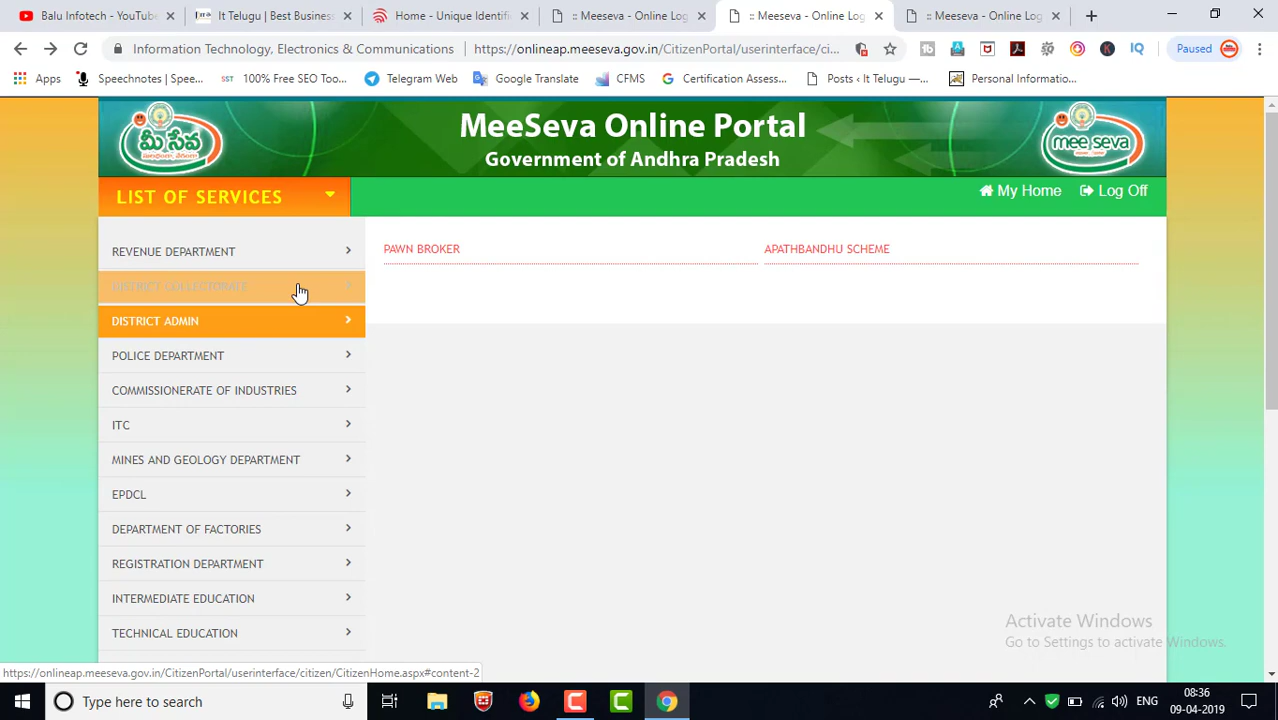 Balu Infotech - YouTube
It Telugu | Best Business
Home - Unique Identifi
:: Meeseva - Online Log
:: Meeseva - Online Log
:: Meeseva - Online Log
Information Technology, Electronics & Communications
https://onlineap.meeseva.gov.in/CitizenPortal/userinterface/ci...
Paused
Apps
Speechnotes | Spee...
SST 100% Free SEO Too...
Telegram Web
Google Translate
CFMS
Certification Assess...
Posts ‹ It Telugu —...
Personal Informatio...
మీ సేవ
MeeSeva Online Portal
Government of Andhra Pradesh
mee seva
LIST OF SERVICES
My Home
Log Off
REVENUE DEPARTMENT
PAWN BROKER
APATHBANDHU SCHEME
DISTRICT COLLECTORATE
DISTRICT ADMIN
POLICE DEPARTMENT
COMMISSIONERATE OF INDUSTRIES
ITC
MINES AND GEOLOGY DEPARTMENT
EPDCL
DEPARTMENT OF FACTORIES
REGISTRATION DEPARTMENT
INTERMEDIATE EDUCATION
TECHNICAL EDUCATION
Activate Windows
Go to Settings to activate Windows.
https://onlineap.meeseva.gov.in/CitizenPortal/userinterface/citizen/CitizenHome.aspx#content-2
Type here to search
ENG
08:36
09-04-2019